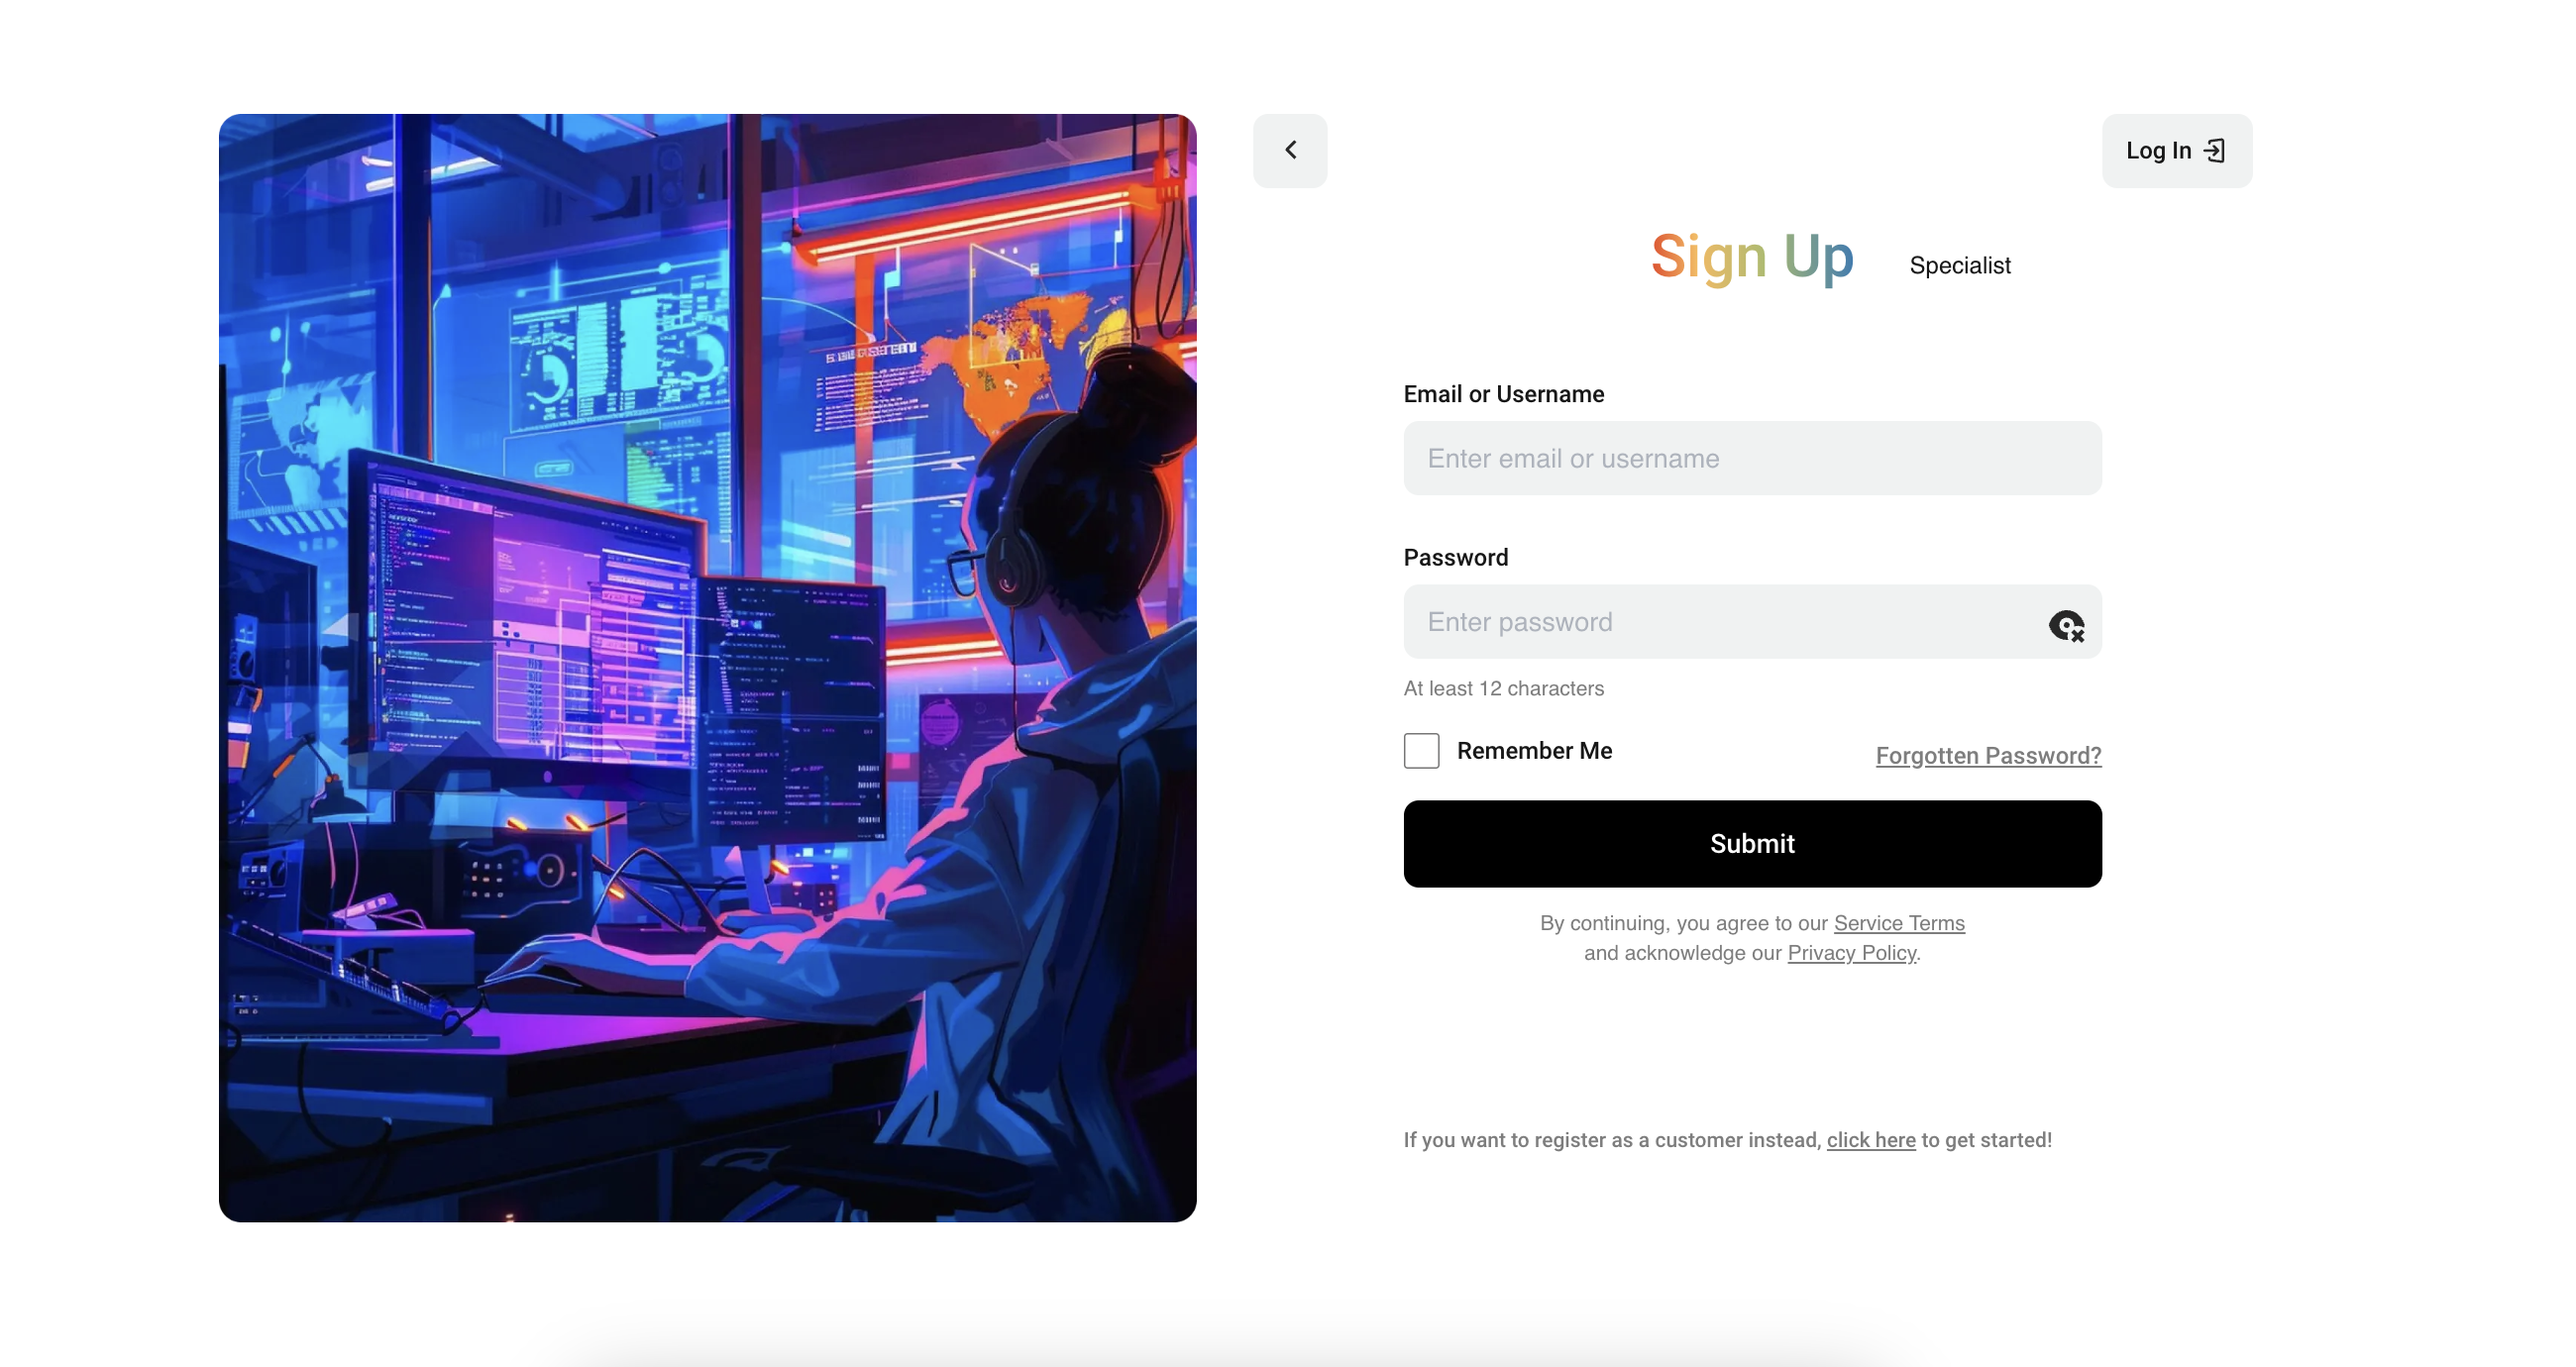 Log In
Sign Up
Specialist
Email or Username
Enter email or username
Password
Enter password
At least 12 characters
Remember Me
Forgotten Password?
Submit
By continuing, you agree to our Service Terms
and acknowledge our Privacy Policy.
If you want to register as a customer instead, click here to get started!